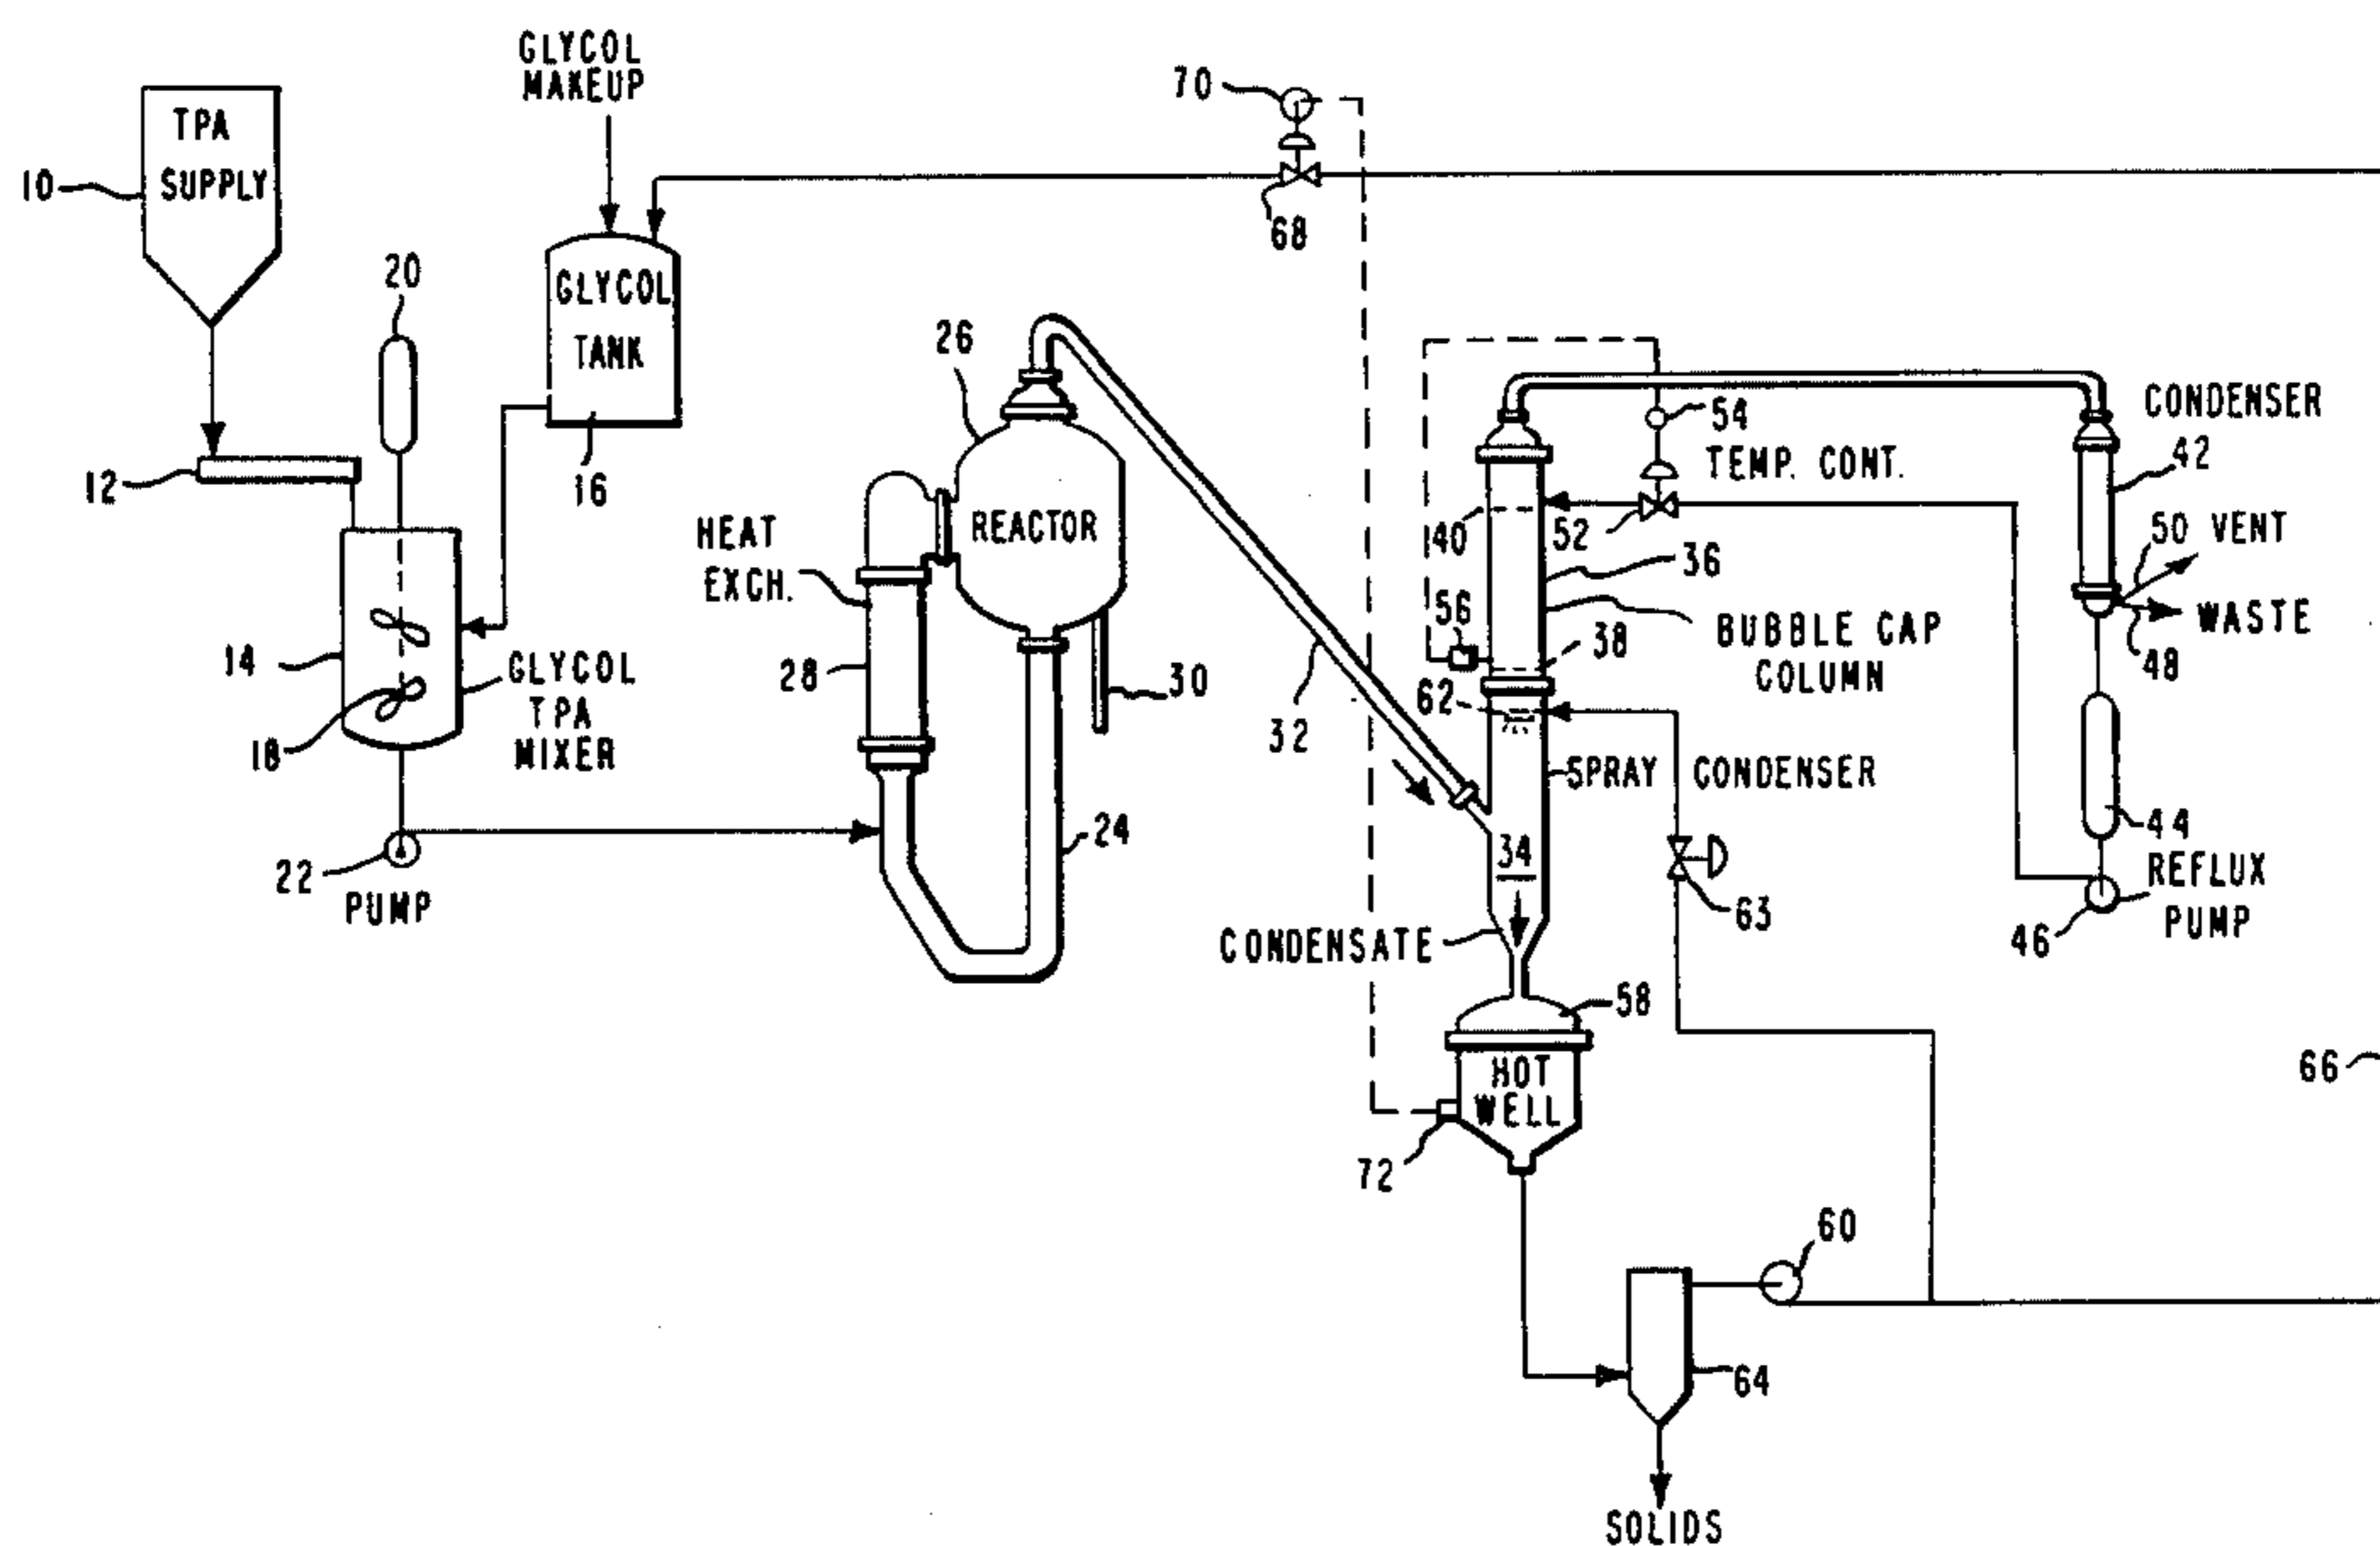 GLYCOL
MAKEUP
70
TPA
SUPPLY
10
68
20
GLYCOL
TANK
26
16
12
54
CONDENSER
42
TEMP. CONT.
HEAT
EXCH.
REACTOR
40
52
50 VENT
36
56
WASTE
48
BUBBLE CAP
COLUMN
38
14
GLYCOL
TPA
MIXER
18
28
30
62
32
SPRAY CONDENSER
24
34
44
22
PUMP
REFLUX
PUMP
46
63
CONDENSATE
58
HOT
WELL
66
72
60
64
SOLIDS